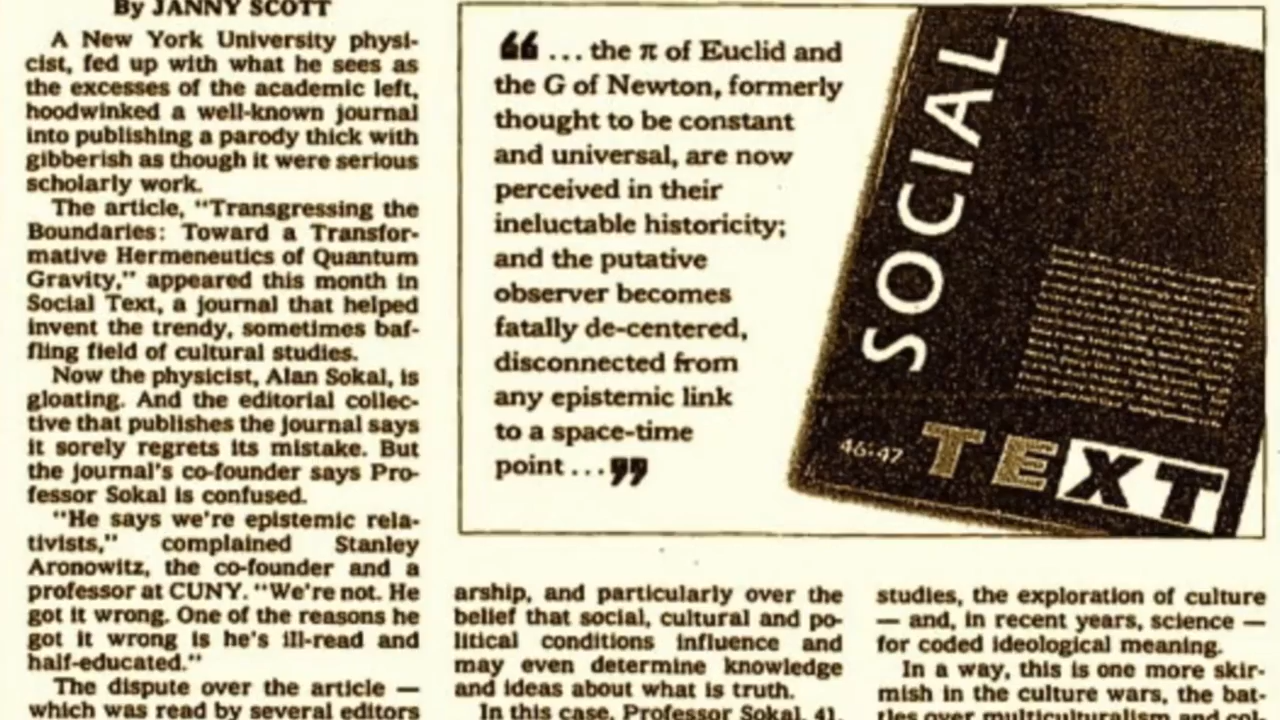 By JANNY SCOTT
A New York University physi-
cist, fed up with what he sees as
the excesses of the academic left,
hoodwinked a well-known journal
into publishing a parody thick with
gibberish as though it were serious
scholarly work.
The article, “Transgressing the
Boundaries: Toward a Transfor-
mative Hermeneutics of Quantum
Gravity,” appeared this month in
Social Text, a journal that helped
invent the trendy, sometimes baf-
fling field of cultural studies.
Now the physicist, Alan Sokal, is
gloating. And the editorial collec-
tive that publishes the journal says
it sorely regrets its mistake. But
the journal's co-founder says Pro-
fessor Sokal is confused.
“He says we're epistemic rela-
tivists,” complained Stanley
Aronowitz, the co-founder and a
professor at CUNY. “We're not. He
got it wrong. One of the reasons he
got it wrong is he's ill-read and
half-educated.”
The dispute over the article —
which was read by several editors
“... the π of Euclid and
the G of Newton, formerly
thought to be constant
and universal, are now
perceived in their
ineluctable historicity;
and the putative
observer becomes
fatally de-centered,
disconnected from
any epistemic link
to a space-time
point ...”
SOCIAL
46-47
TEXT
arship, and particularly over the
belief that social, cultural and po-
litical conditions influence and
may even determine knowledge
and ideas about what is truth.
In this case, Professor Sokal, 41,
studies, the exploration of culture
— and, in recent years, science —
for coded ideological meaning.
In a way, this is one more skir-
mish in the culture wars, the bat-
tles over multiculturalism and col-